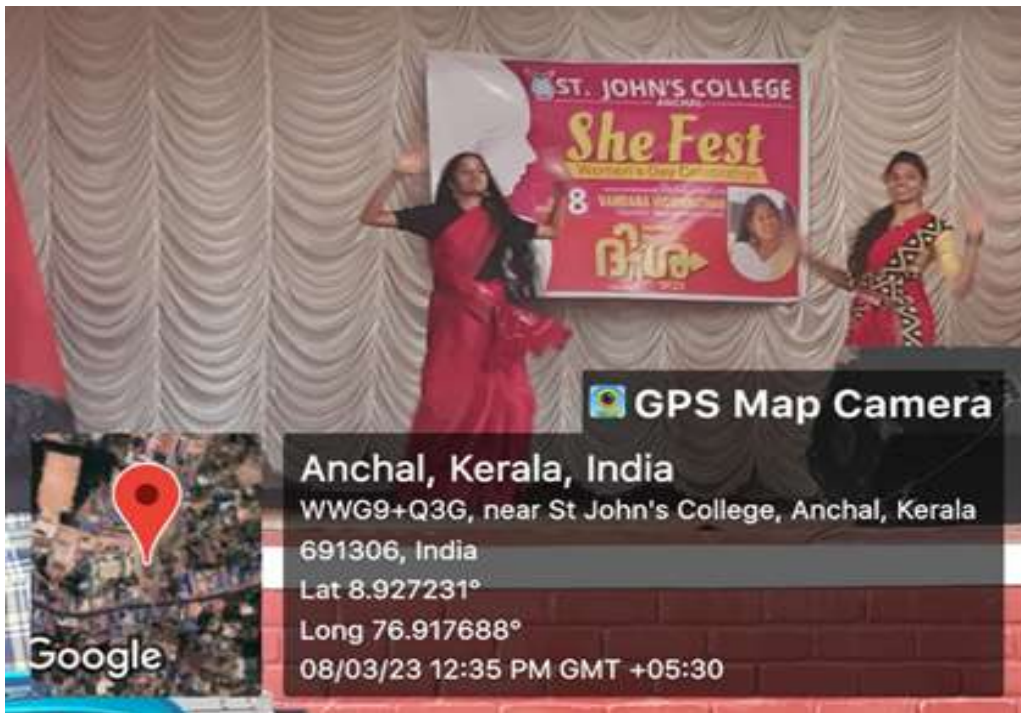 ST. JOHN'S COLLEGE
ANCHAL
She Fest
Women's Day Celebration
8 VANDANA
ദിശ
GPS Map Camera
Anchal, Kerala, India
WWG9+Q3G, near St John's College, Anchal, Kerala
691306, India
Lat 8.927231°
Long 76.917688°
08/03/23 12:35 PM GMT +05:30
Google